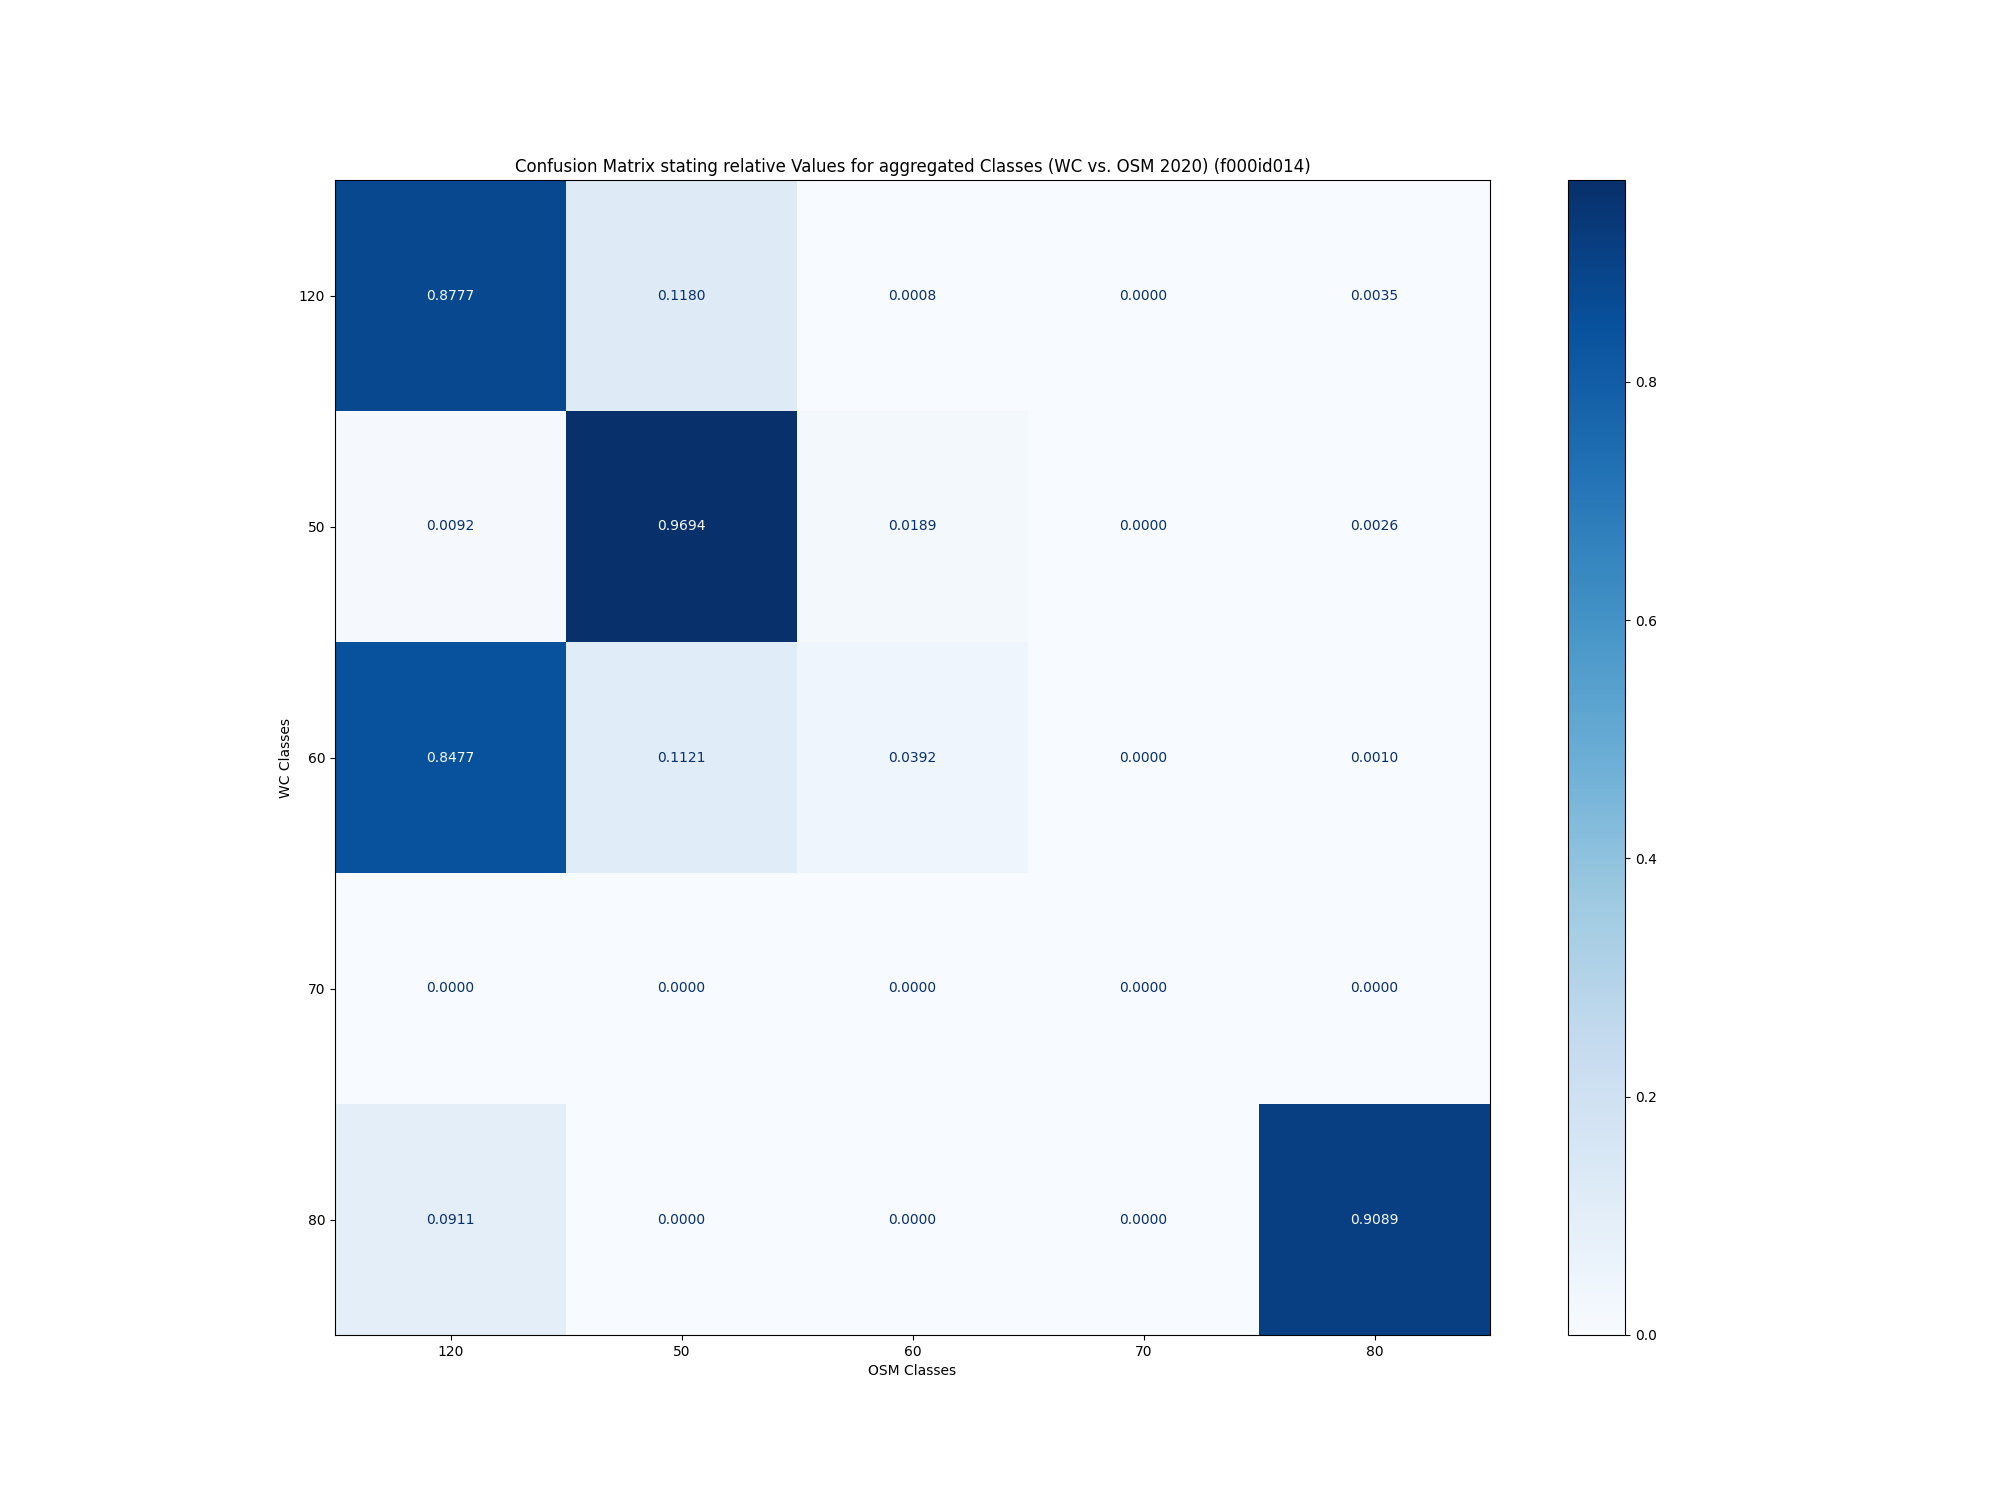 Confusion Matrix stating relative Values for aggregated Classes (WC vs. OSM 2020) (f000id014)
120 0.8777 0.1180 0.0008 0.0000 0.0035
50 0.0092 0.9694 0.0189 0.0000 0.0026
60 0.8477 0.1121 0.0392 0.0000 0.0010
70 0.0000 0.0000 0.0000 0.0000 0.0000
80 0.0911 0.0000 0.0000 0.0000 0.9089
WC Classes
120 50 60 70 80
OSM Classes
0.8
0.6
0.4
0.2
0.0